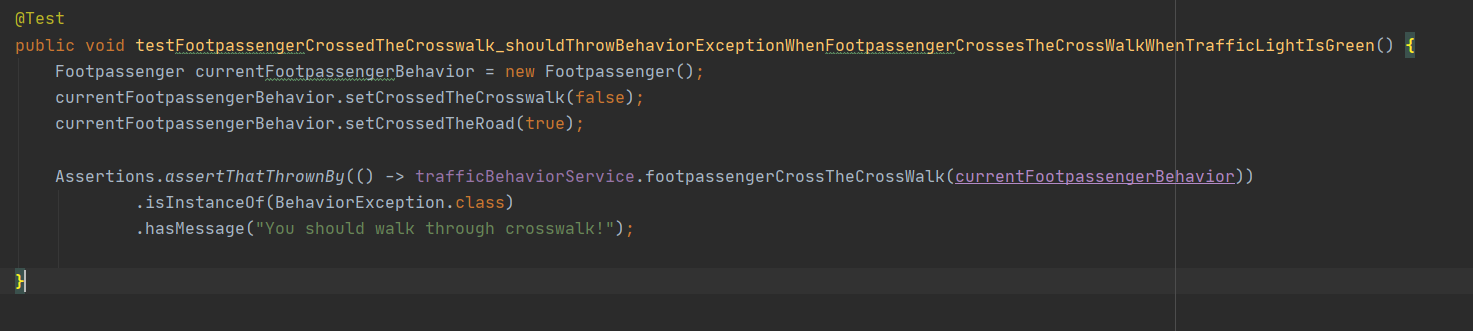 @Test
public void testFootpassengerCrossedTheCrosswalk_shouldThrowBehaviorExceptionWhenFootpassengerCrossesTheCrossWalkWhenTrafficLightIsGreen() {
Footpassenger currentFootpassengerBehavior = new Footpassenger();
currentFootpassengerBehavior.setCrossedTheCrosswalk(false);
currentFootpassengerBehavior.setCrossedTheRoad(true);
Assertions.assertThatThrownBy(() -> trafficBehaviorService.footpassengerCrossTheCrossWalk(currentFootpassengerBehavior))
.isInstanceOf(BehaviorException.class)
.hasMessage("You should walk through crosswalk!");
}